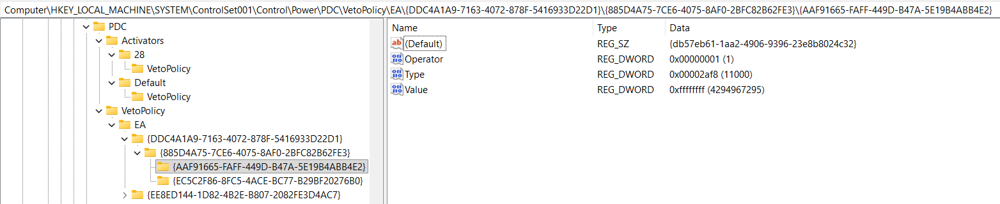 Computer\HKEY_LOCAL_MACHINE\SYSTEM\ControlSet001\Control\Power\PDC\VetoPolicy\EA\{DDC4A1A9-7163-4072-878F-5416933D22D1}\{885D4A75-7CE6-4075-8AF0-2BFC82B62FE3}\{AAF91665-FAFF-449D-B47A-5E19B4ABB4E2}
PDC
Activators
28
VetoPolicy
Default
VetoPolicy
VetoPolicy
EA
{DDC4A1A9-7163-4072-878F-5416933D22D1}
{885D4A75-7CE6-4075-8AF0-2BFC82B62FE3}
{AAF91665-FAFF-449D-B47A-5E19B4ABB4E2}
{EC5C2F86-8FC5-4ACE-BC77-B29BF20276B0}
{EE8ED144-1D82-4B2E-B807-2082FE3D4AC7}
Name Type Data
(Default) REG_SZ {db57eb61-1aa2-4906-9396-23e8b8024c32}
Operator REG_DWORD 0x00000001 (1)
Type REG_DWORD 0x00002af8 (11000)
Value REG_DWORD 0xffffffff (4294967295)